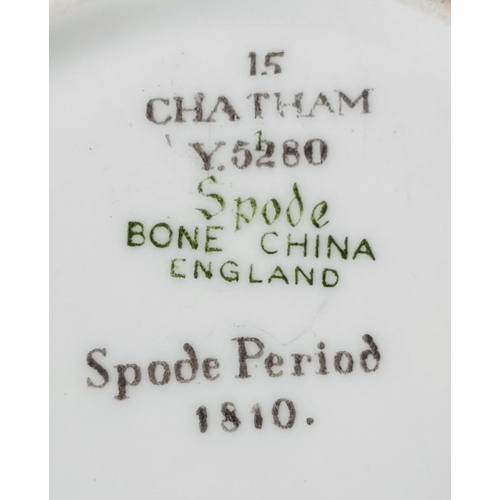 15
CHATHAM
Y.5280
Spode
BONE CHINA
ENGLAND
Spode Period
1810.